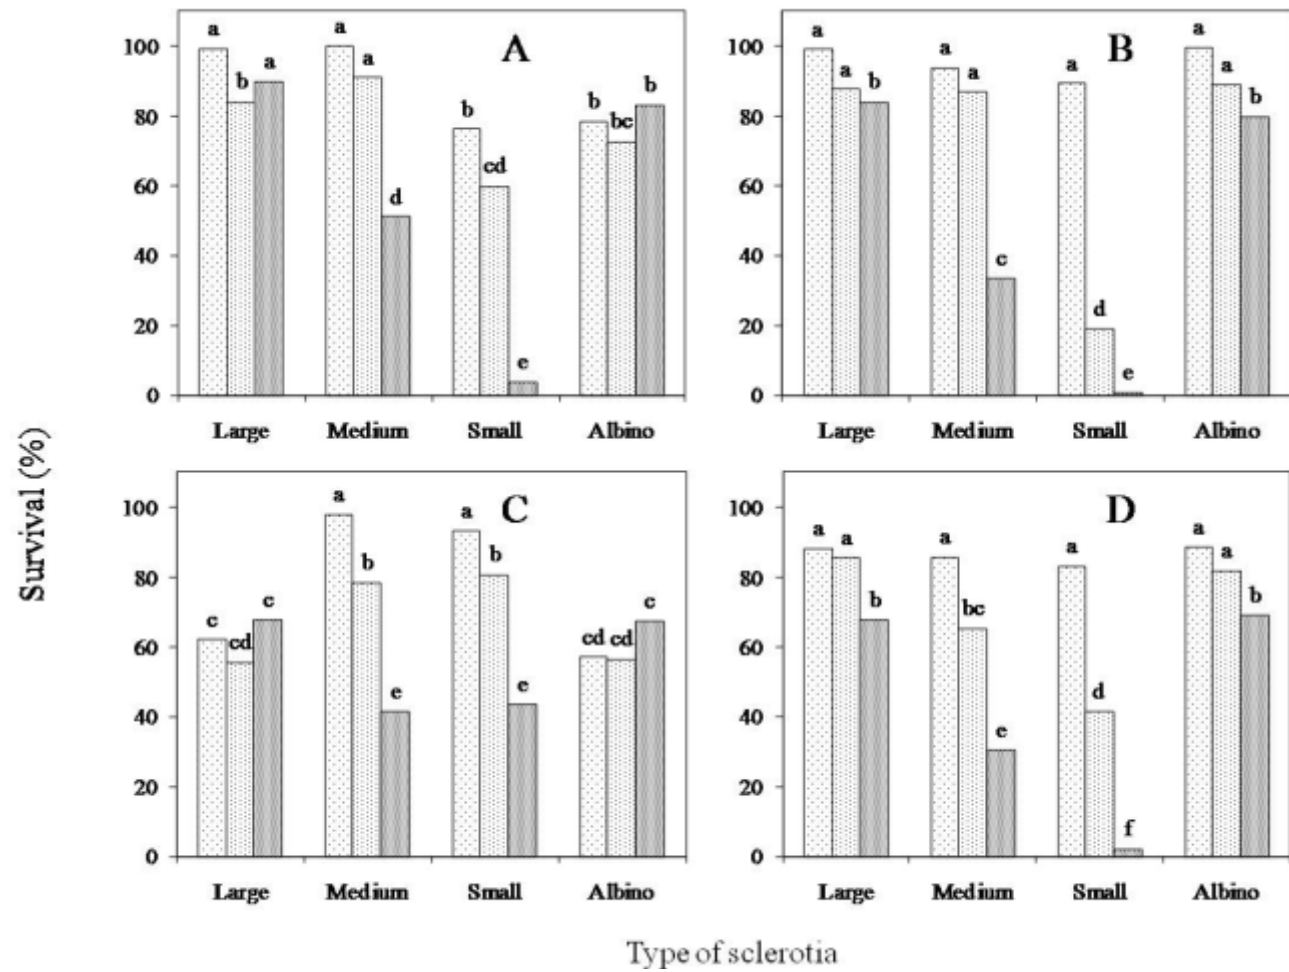 A
a b a a a d b cd e b bc b
100
80
60
40
20
0
Large Medium Small Albino
B
a a b a a c a d e a a b
100
80
60
40
20
0
Large Medium Small Albino
Survival (%)
C
c cd c a b e a b e cd cd c
100
80
60
40
20
0
Large Medium Small Albino
D
a a b a bc e a d f a a b
100
80
60
40
20
0
Large Medium Small Albino
Type of sclerotia